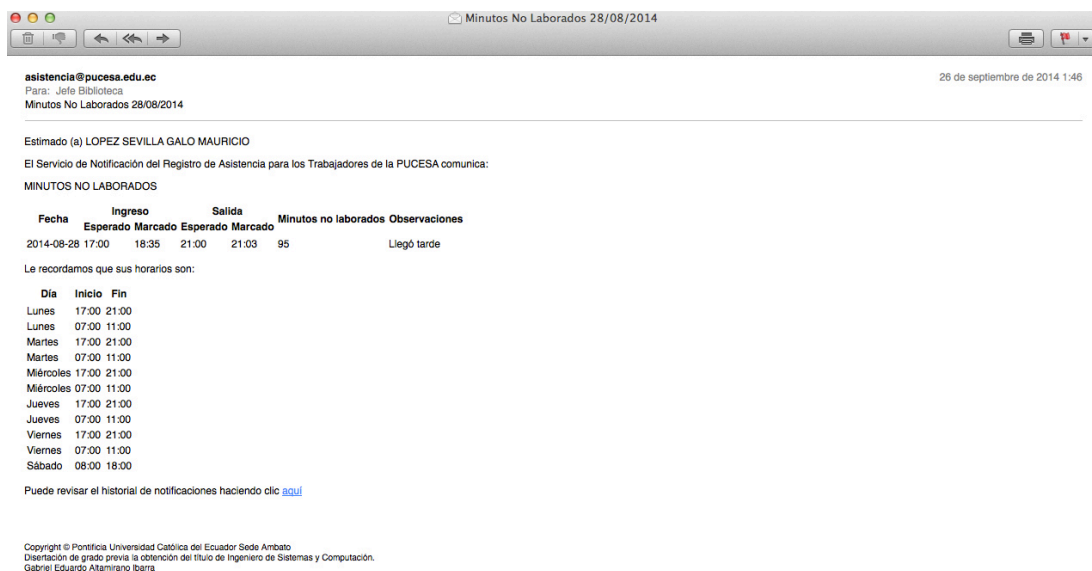 Minutos No Laborados 28/08/2014
asistencia@pucesa.edu.ec
26 de septiembre de 2014 1:46
Para: Jefe Biblioteca
Minutos No Laborados 28/08/2014
Estimado (a) LOPEZ SEVILLA GALO MAURICIO
El Servicio de Notificación del Registro de Asistencia para los Trabajadores de la PUCESA comunica:
MINUTOS NO LABORADOS
Fecha Ingreso Salida Minutos no laborados Observaciones
Esperado Marcado Esperado Marcado
2014-08-28 17:00 18:35 21:00 21:03 95 Llegó tarde
Le recordamos que sus horarios son:
Día Inicio Fin
Lunes 17:00 21:00
Lunes 07:00 11:00
Martes 17:00 21:00
Martes 07:00 11:00
Miércoles 17:00 21:00
Miércoles 07:00 11:00
Jueves 17:00 21:00
Jueves 07:00 11:00
Viernes 17:00 21:00
Viernes 07:00 11:00
Sábado 08:00 18:00
Puede revisar el historial de notificaciones haciendo clic aquí
Copyright © Pontificia Universidad Católica del Ecuador Sede Ambato
Disertación de grado previa la obtención del título de Ingeniero de Sistemas y Computación.
Gabriel Eduardo Altamirano Ibarra